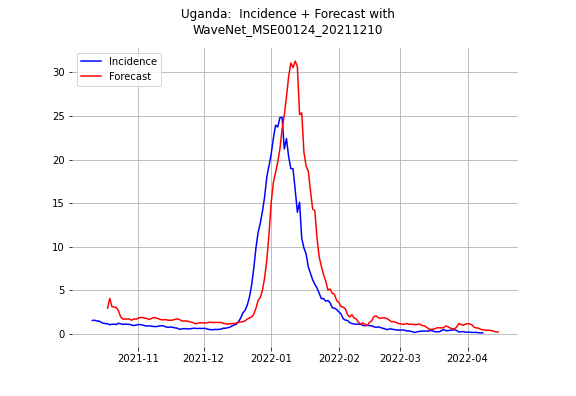 Uganda:  Incidence + Forecast with
WaveNet_MSE00124_20211210
Incidence
Forecast
30
25
20
15
10
5
0
2021-11 2021-12 2022-01 2022-02 2022-03 2022-04